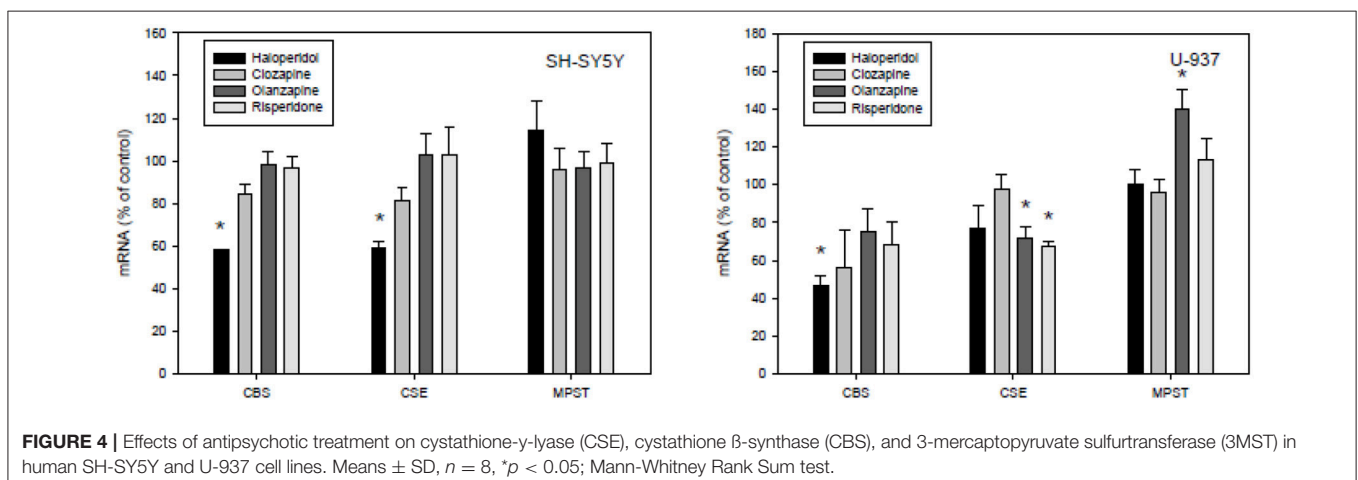 160
140
120
100
80
60
40
20
0
mRNA (% of control)
Haloperidol
Clozapine
Olanzapine
Risperidone
SH-SY5Y
*
*
CBS
CSE
MPST
180
160
140
120
100
80
60
40
20
0
mRNA (% of control)
Haloperidol
Clozapine
Olanzapine
Risperidone
U-937
*
*
*
*
CBS
CSE
MPST
FIGURE 4 | Effects of antipsychotic treatment on cystathione-y-lyase (CSE), cystathione ß-synthase (CBS), and 3-mercaptopyruvate sulfurtransferase (3MST) in
human SH-SY5Y and U-937 cell lines. Means ± SD, n = 8, *p < 0.05; Mann-Whitney Rank Sum test.